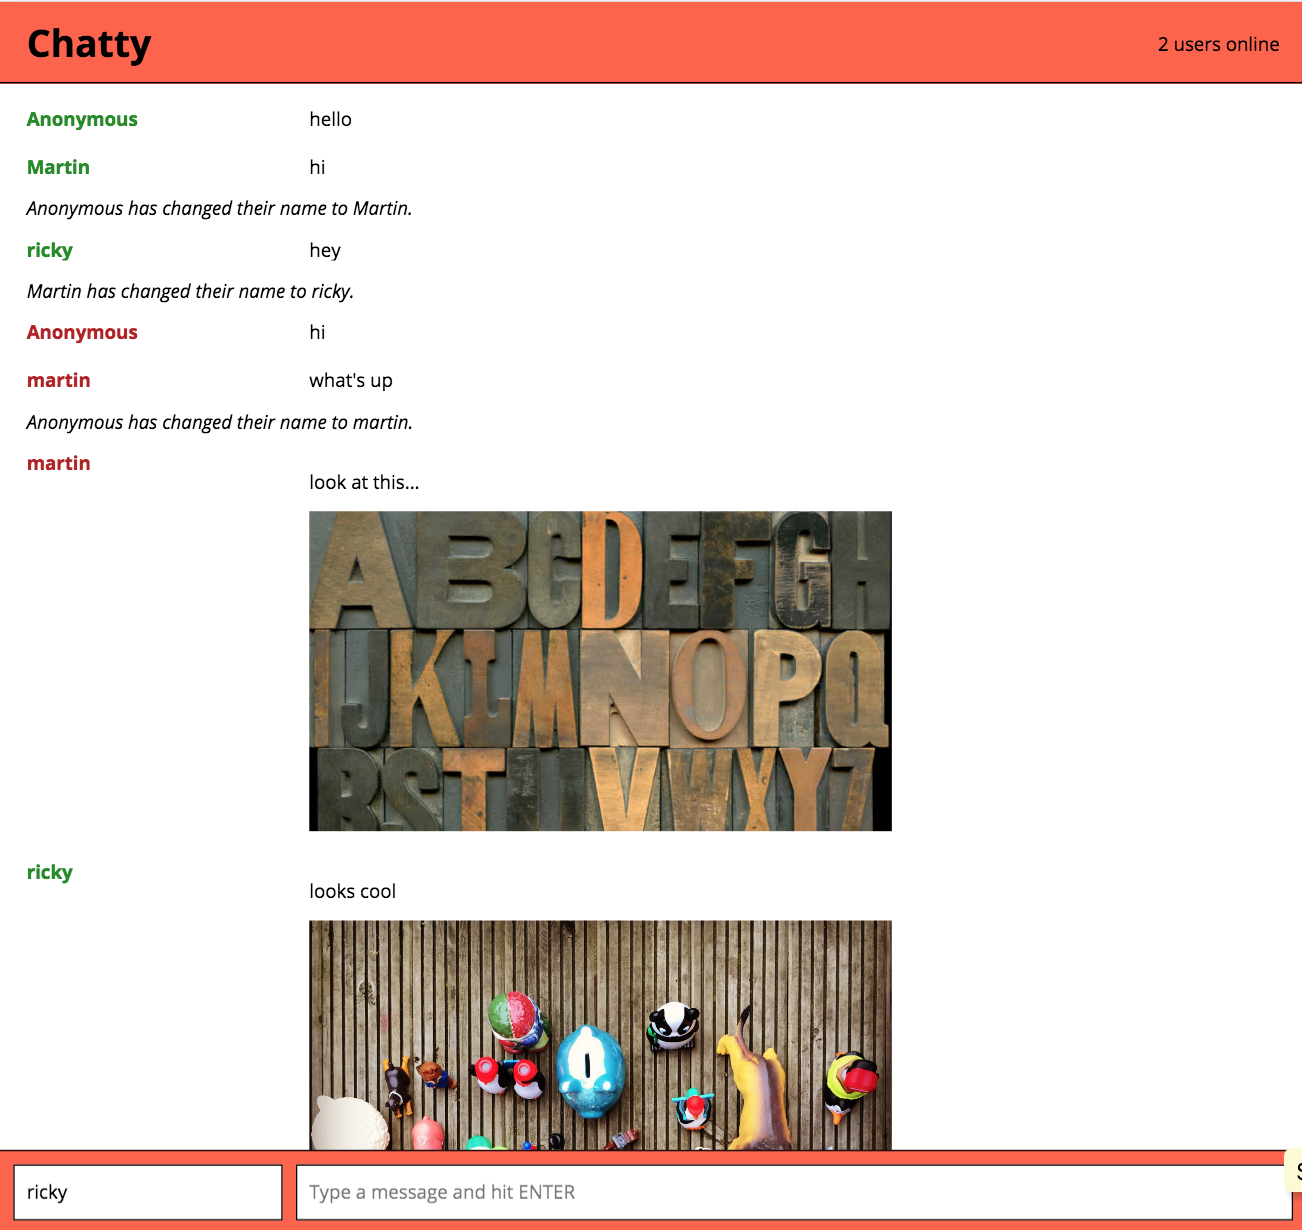 Chatty
2 users online
Anonymous hello
Martin hi
Anonymous has changed their name to Martin.
ricky hey
Martin has changed their name to ricky.
Anonymous hi
martin what's up
Anonymous has changed their name to martin.
martin
look at this...
ABCDEFGH
IJKLMNOPQ
RSTUVWXYZ
ricky
looks cool
ricky
Type a message and hit ENTER